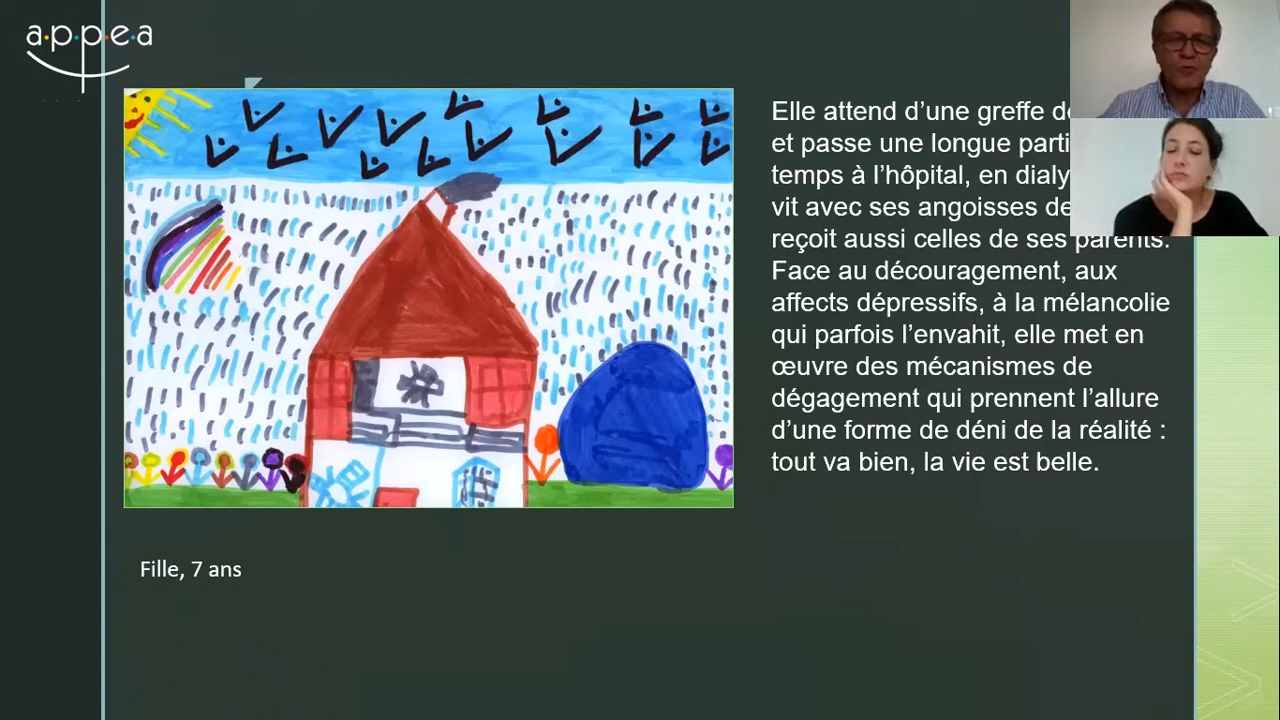 appea
Elle attend d'une greffe
et passe une longue
temps à l'hôpital, en
vit avec ses angoisses
reçoit aussi celles de ses parents.
Face au découragement, aux
affects dépressifs, à la mélancolie
qui parfois l'envahit, elle met en
œuvre des mécanismes de
dégagement qui prennent l'allure
d'une forme de déni de la réalité :
tout va bien, la vie est belle.
Fille, 7 ans